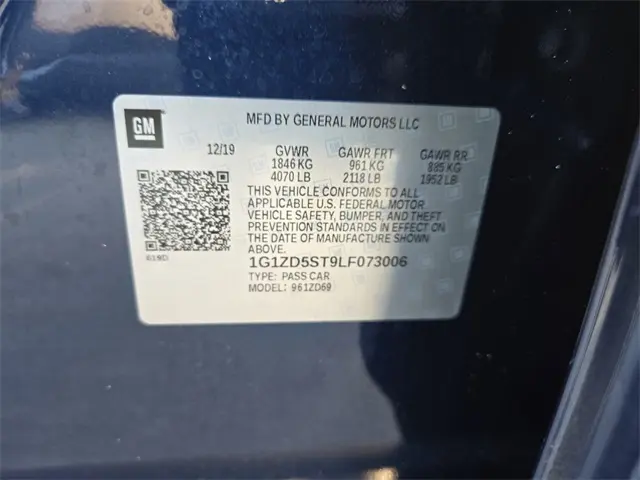 GM
MFD BY GENERAL MOTORS LLC
12/19 GVWR GAWR FRT GAWR RR
1846 KG 961 KG 885 KG
4070 LB 2118 LB 1952 LB
THIS VEHICLE CONFORMS TO ALL
APPLICABLE U.S. FEDERAL MOTOR
VEHICLE SAFETY, BUMPER, AND THEFT
PREVENTION STANDARDS IN EFFECT ON
THE DATE OF MANUFACTURE SHOWN
ABOVE.
1G1ZD5ST9LF073006
TYPE: PASS CAR
MODEL: 961ZD69